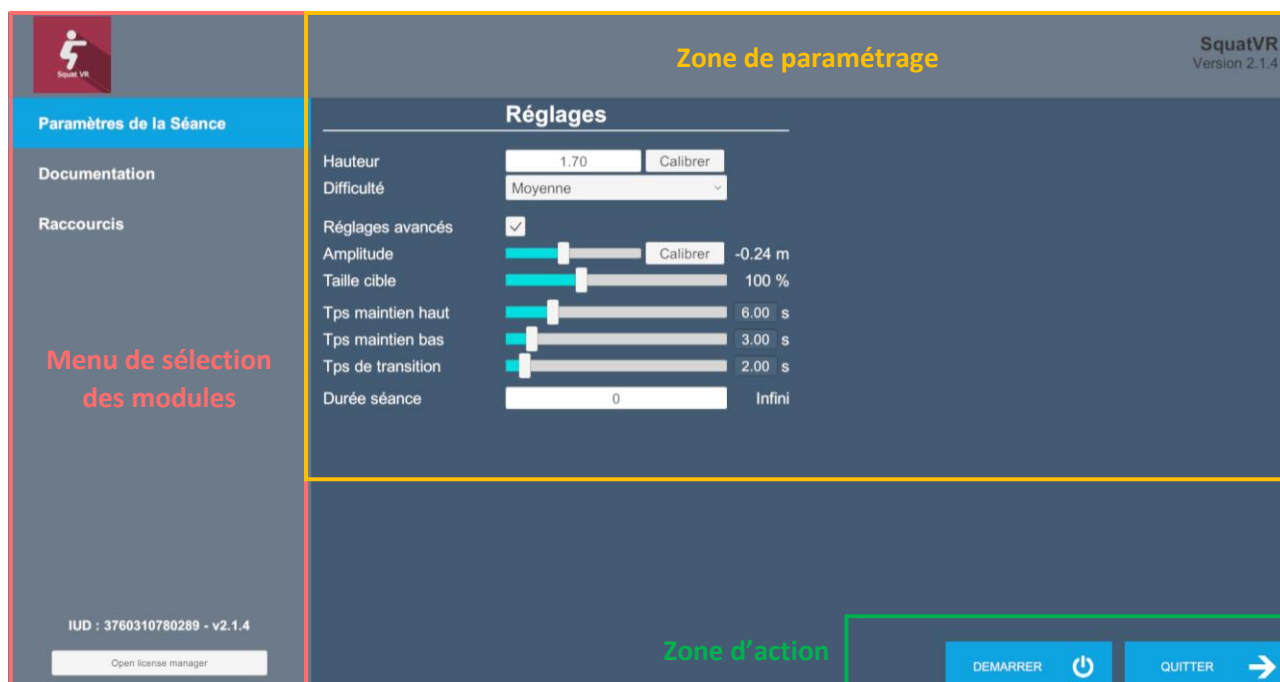 Squat VR
Zone de paramétrage
SquatVR
Version 2.1.4
Paramètres de la Séance
Documentation
Raccourcis
Menu de sélection
des modules
IUD : 3760310780289 - v2.1.4
Open license manager
Réglages
Hauteur 1.70 Calibrer
Difficulté Moyenne
Réglages avancés
Amplitude Calibrer -0.24 m
Taille cible 100 %
Tps maintien haut 6.00 s
Tps maintien bas 3.00 s
Tps de transition 2.00 s
Durée séance 0 Infini
Zone d’action
DEMARRER QUITTER